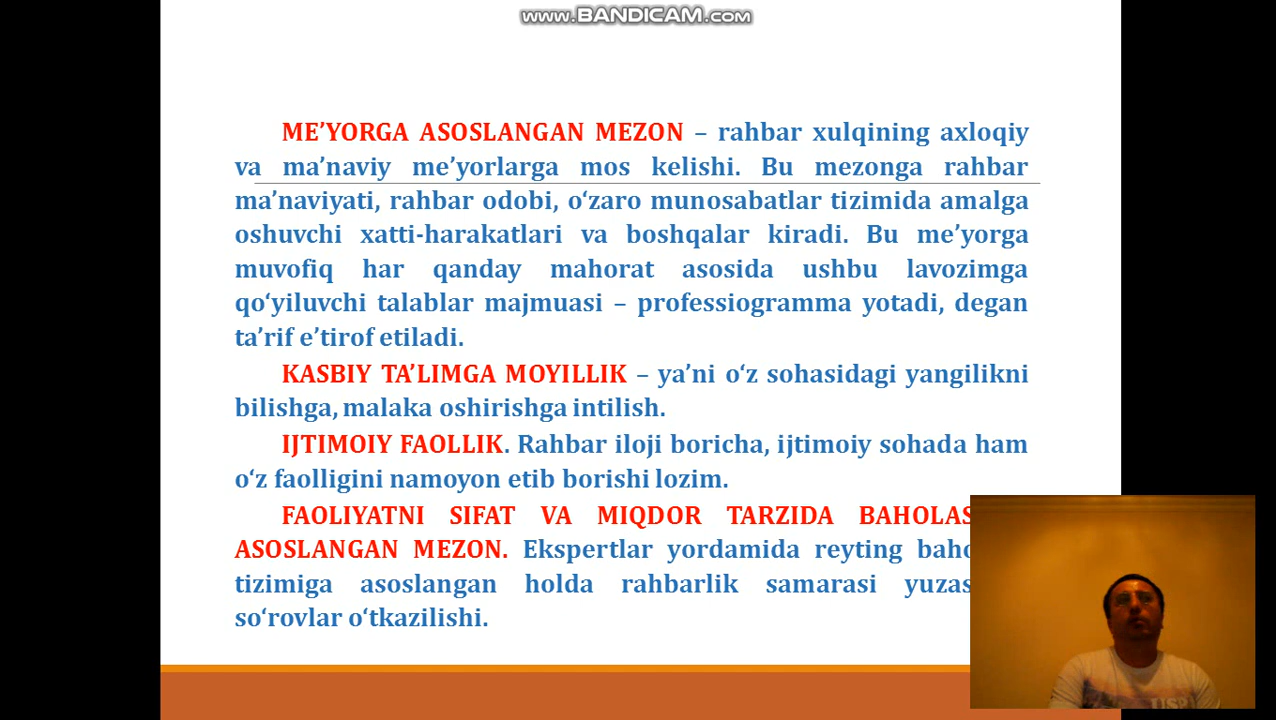 www.BANDICAM.com
ME’YORGA ASOSLANGAN MEZON – rahbar xulqining axloqiy
va ma’naviy me’yorlarga mos kelishi. Bu mezonga rahbar
ma’naviyati, rahbar odobi, o‘zaro munosabatlar tizimida amalga
oshuvchi xatti-harakatlari va boshqalar kiradi. Bu me’yorga
muvofiq har qanday mahorat asosida ushbu lavozimga
qo‘yiluvchi talablar majmuasi – professiogramma yotadi, degan
ta’rif e’tirof etiladi.
KASBIY TA’LIMGA MOYILLIK – ya’ni o‘z sohasidagi yangilikni
bilishga, malaka oshirishga intilish.
IJTIMOIY FAOLLIK. Rahbar iloji boricha, ijtimoiy sohada ham
o‘z faolligini namoyon etib borishi lozim.
FAOLIYATNI SIFAT VA MIQDOR TARZIDA
ASOSLANGAN MEZON. Ekspertlar yordamida reyting
tizimiga asoslangan holda rahbarlik samarasi
so‘rovlar o‘tkazilishi.